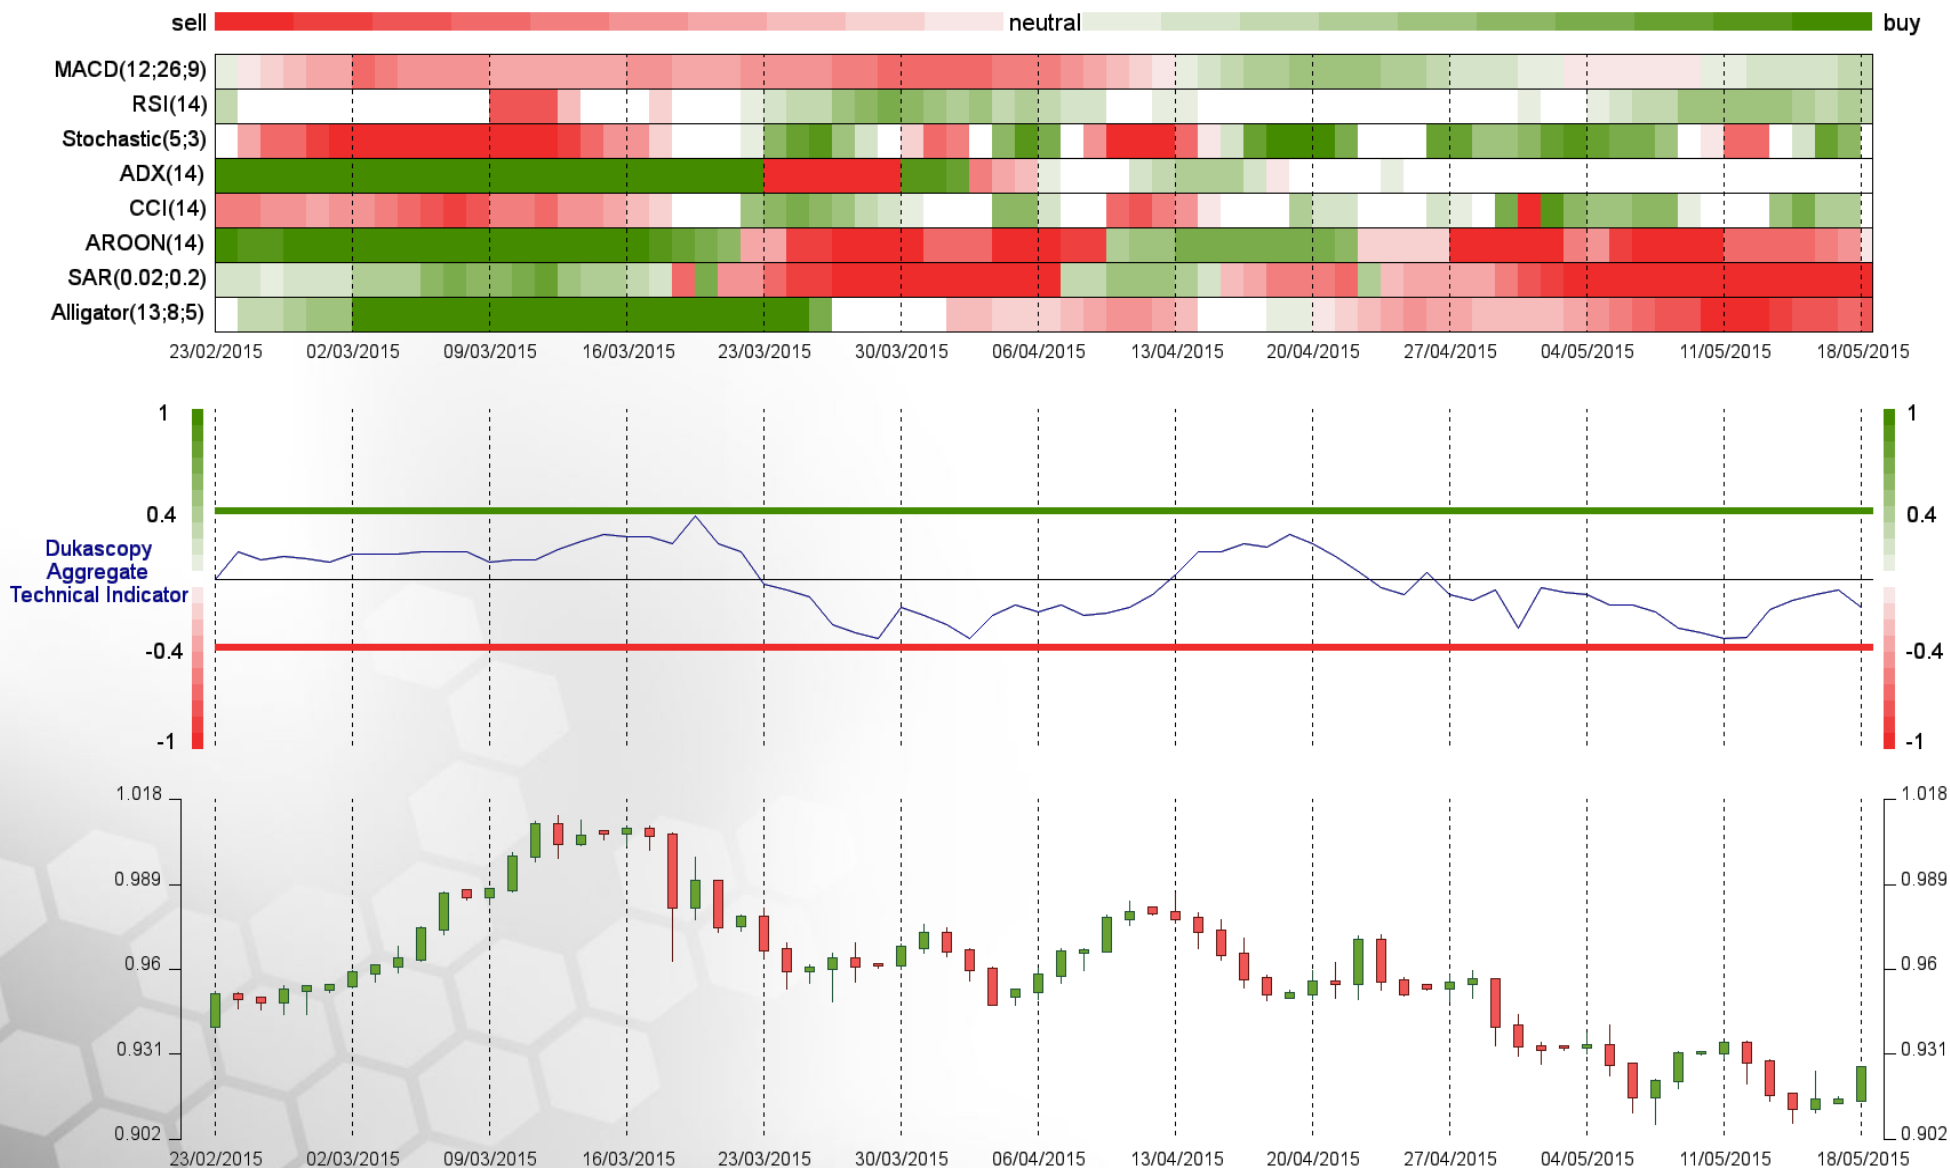 sell neutral buy
MACD(12;26;9)
RSI(14)
Stochastic(5;3)
ADX(14)
CCI(14)
AROON(14)
SAR(0.02;0.2)
Alligator(13;8;5)
23/02/2015 02/03/2015 09/03/2015 16/03/2015 23/03/2015 30/03/2015 06/04/2015 13/04/2015 20/04/2015 27/04/2015 04/05/2015 11/05/2015 18/05/2015
1 1
0.4 0.4
Dukascopy
Aggregate
Technical Indicator
-0.4 -0.4
-1 -1
1.018 1.018
0.989 0.989
0.96 0.96
0.931 0.931
0.902 0.902
23/02/2015 02/03/2015 09/03/2015 16/03/2015 23/03/2015 30/03/2015 06/04/2015 13/04/2015 20/04/2015 27/04/2015 04/05/2015 11/05/2015 18/05/2015